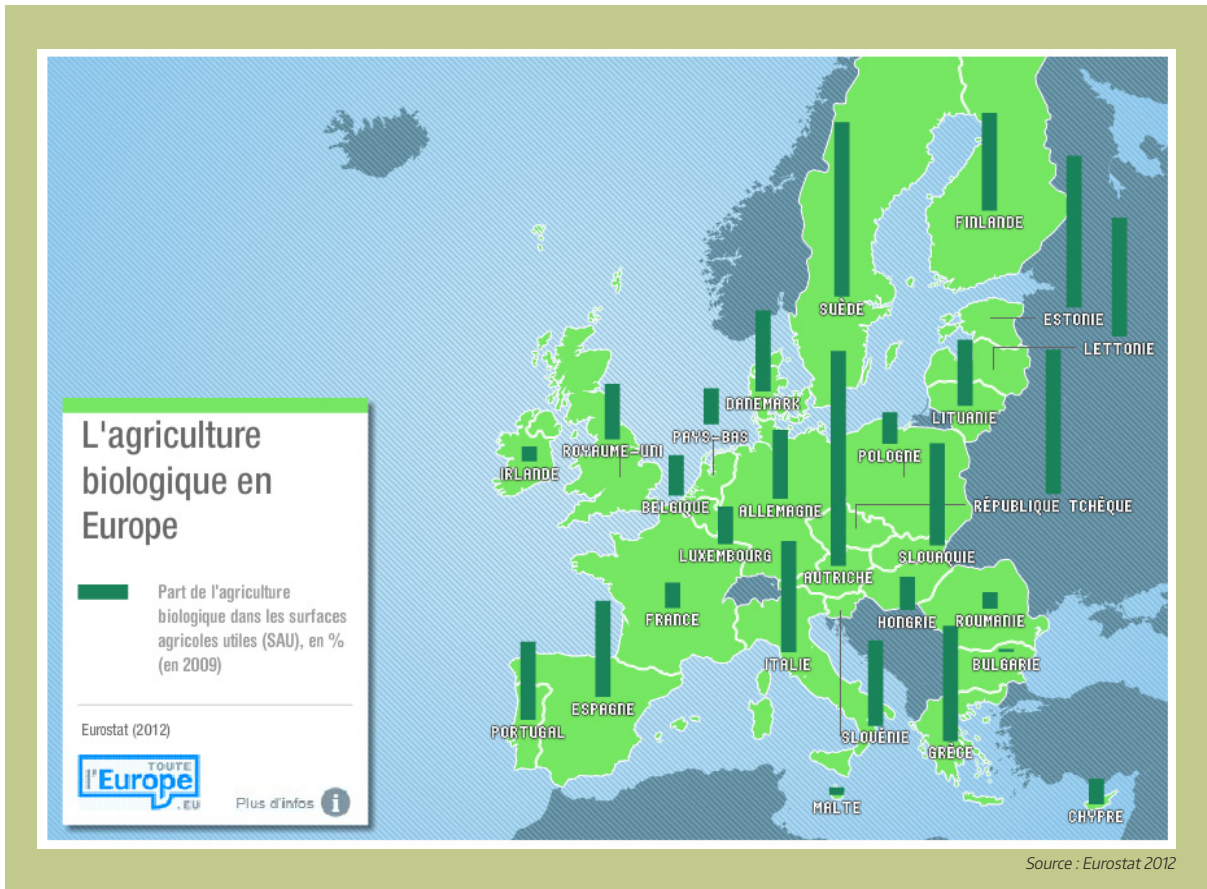 L'agriculture
biologique en
Europe
Part de l'agriculture
biologique dans les surfaces
agricoles utiles (SAU), en %
(en 2009)
Eurostat (2012)
TOUTE
l'Europe
.EU
Plus d'infos i
FINLANDE
SUÈDE
ESTONIE
LETTONIE
DANEMARK
LITUANIE
PAYS-BAS
ROYAUME-UNI
POLOGNE
IRLANDE
BELGIQUE
ALLEMAGNE
RÉPUBLIQUE TCHÈQUE
LUXEMBOURG
SLOVAQUIE
AUTRICHE
FRANCE
HONGRIE
ROUMANIE
ITALIE
BULGARIE
ESPAGNE
PORTUGAL
SLOVÉNIE
GRÈCE
MALTE
CHYPRE
Source : Eurostat 2012